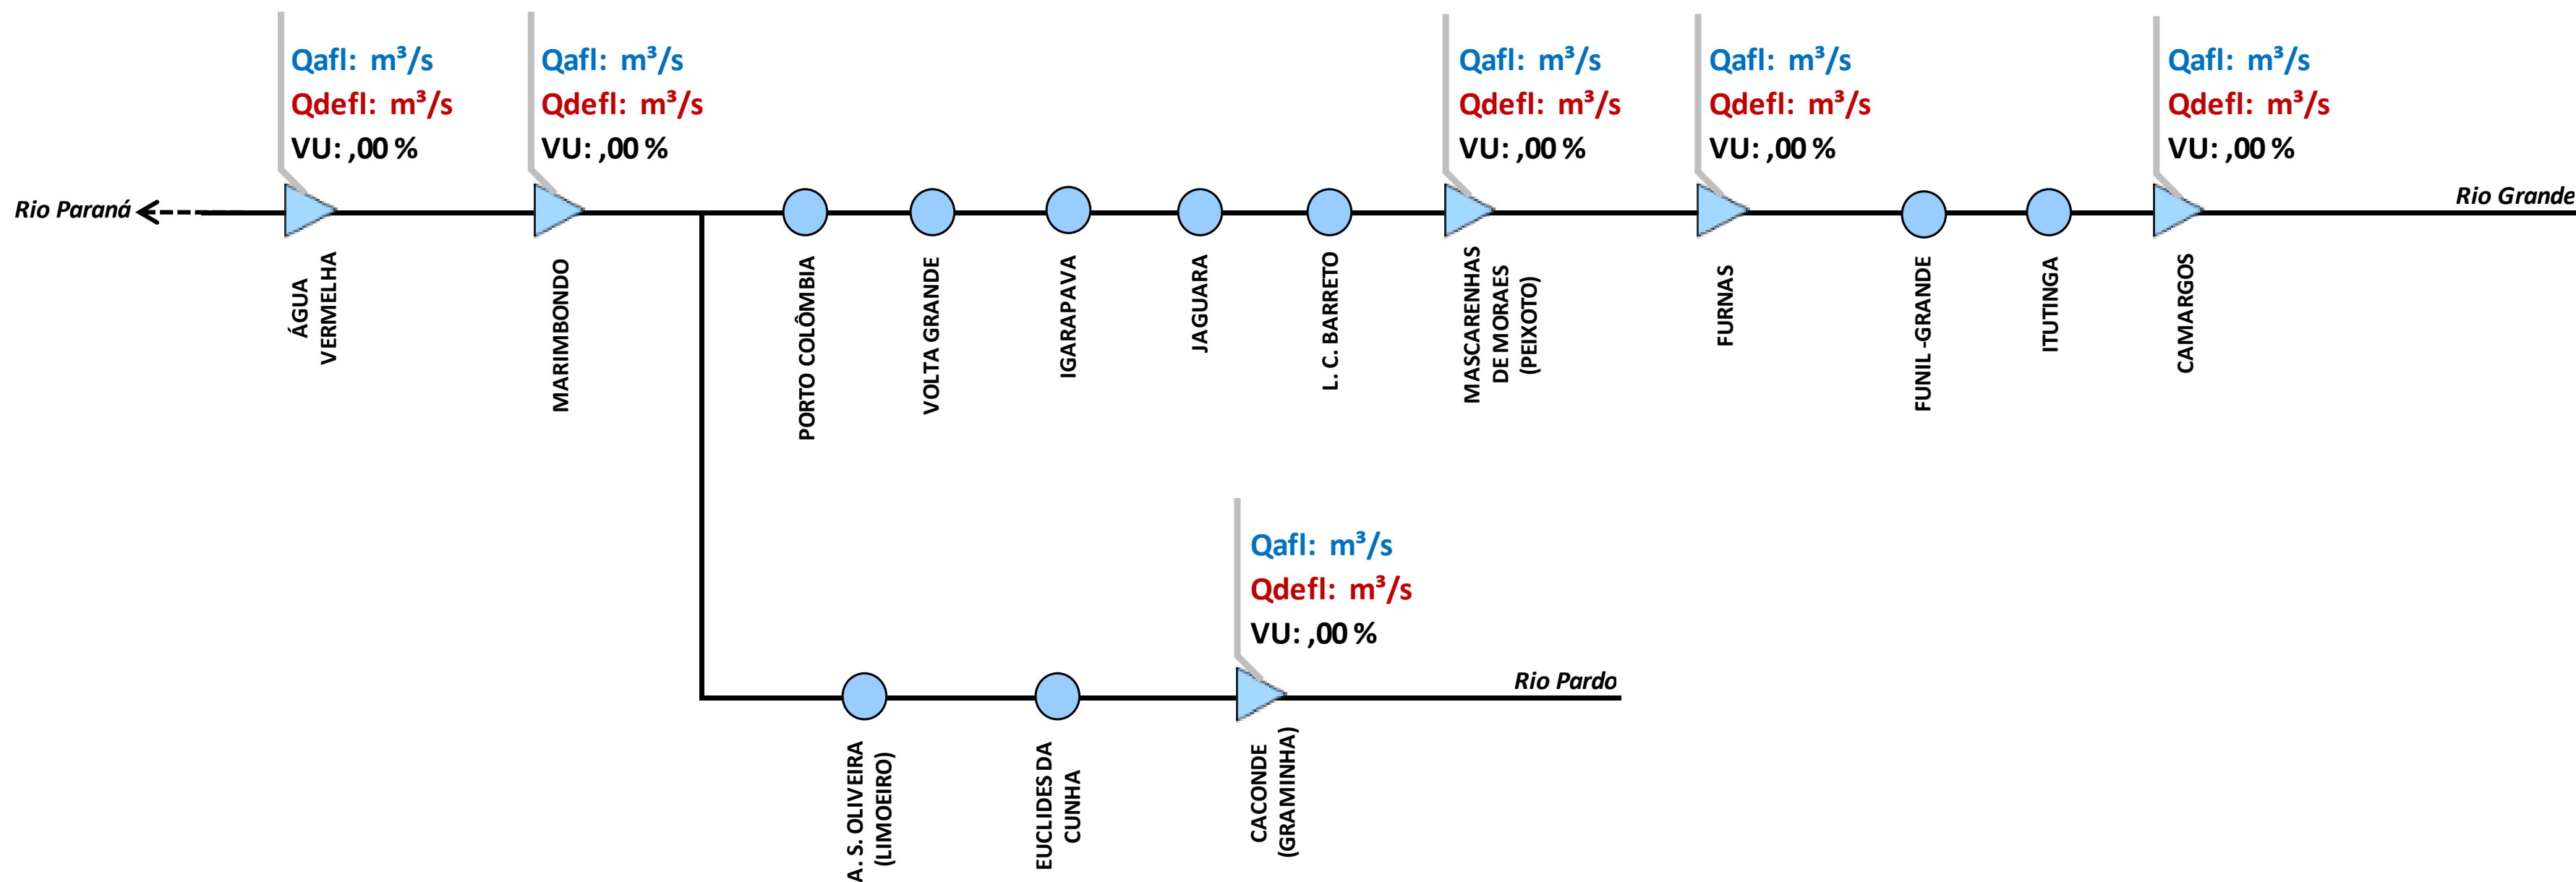 Qafl: m³/s
Qdefl: m³/s
VU: ,00 %
Qafl: m³/s
Qdefl: m³/s
VU: ,00 %
Qafl: m³/s
Qdefl: m³/s
VU: ,00 %
Qafl: m³/s
Qdefl: m³/s
VU: ,00 %
Qafl: m³/s
Qdefl: m³/s
VU: ,00 %
Rio Paraná
Rio Grande
ÁGUA
VERMELHA
MARIMBONDO
PORTO COLÔMBIA
VOLTA GRANDE
IGARAPAVA
JAGUARA
L. C. BARRETO
MASCARENHAS
DE MORAES
(PEIXOTO)
FURNAS
FUNIL -GRANDE
ITUTINGA
CAMARGOS
Qafl: m³/s
Qdefl: m³/s
VU: ,00 %
Rio Pardo
A. S. OLIVEIRA
(LIMOEIRO)
EUCLIDES DA
CUNHA
CACONDE
(GRAMINHA)